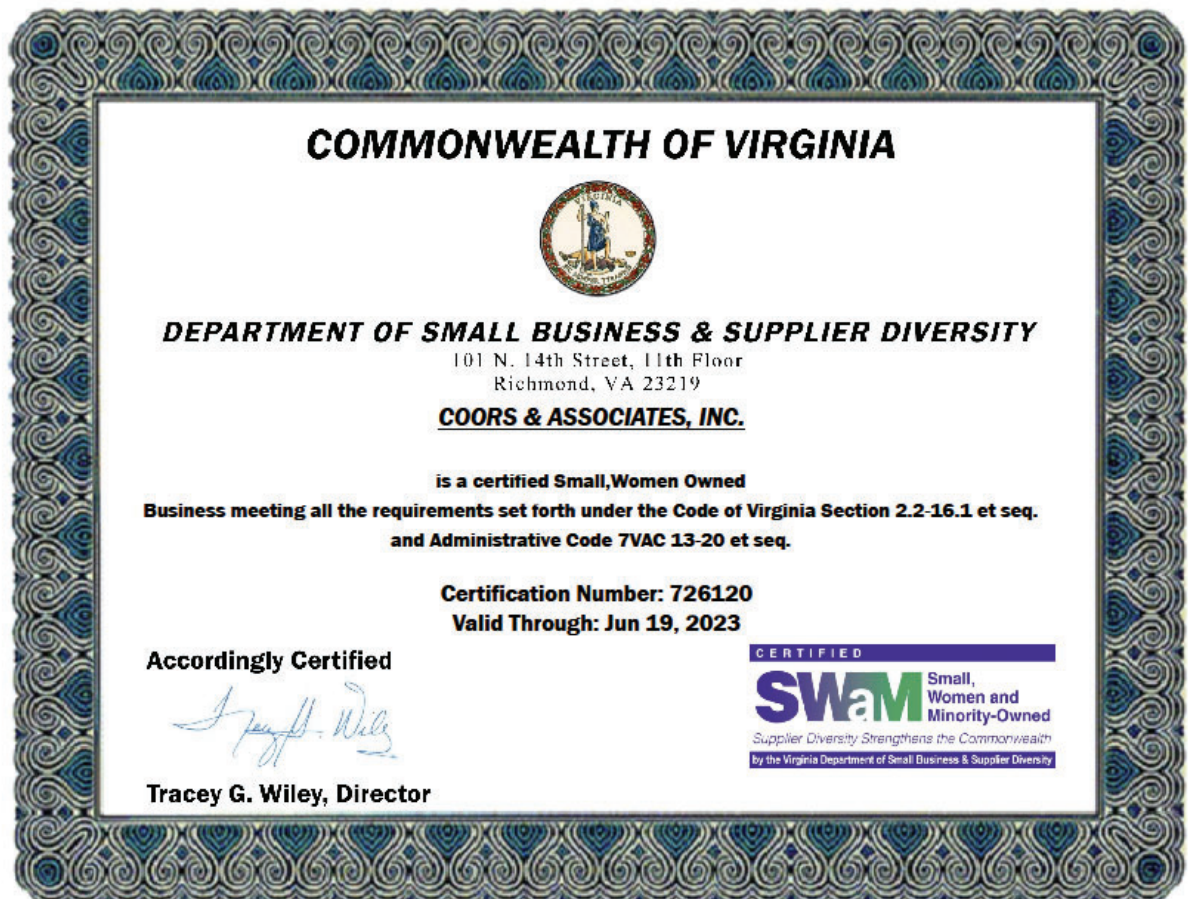 COMMONWEALTH OF VIRGINIA
VIRGINIA
DEPARTMENT OF SMALL BUSINESS & SUPPLIER DIVERSITY
101 N. 14th Street, 11th Floor
Richmond, VA 23219
COORS & ASSOCIATES, INC.
is a certified Small,Women Owned
Business meeting all the requirements set forth under the Code of Virginia Section 2.2-16.1 et seq.
and Administrative Code 7VAC 13-20 et seq.
Certification Number: 726120
Valid Through: Jun 19, 2023
Accordingly Certified
Tracey G. Wiley
Tracey G. Wiley, Director
CERTIFIED
SWaM
Small,
Women and
Minority-Owned
Supplier Diversity Strengthens the Commonwealth
by the Virginia Department of Small Business & Supplier Diversity